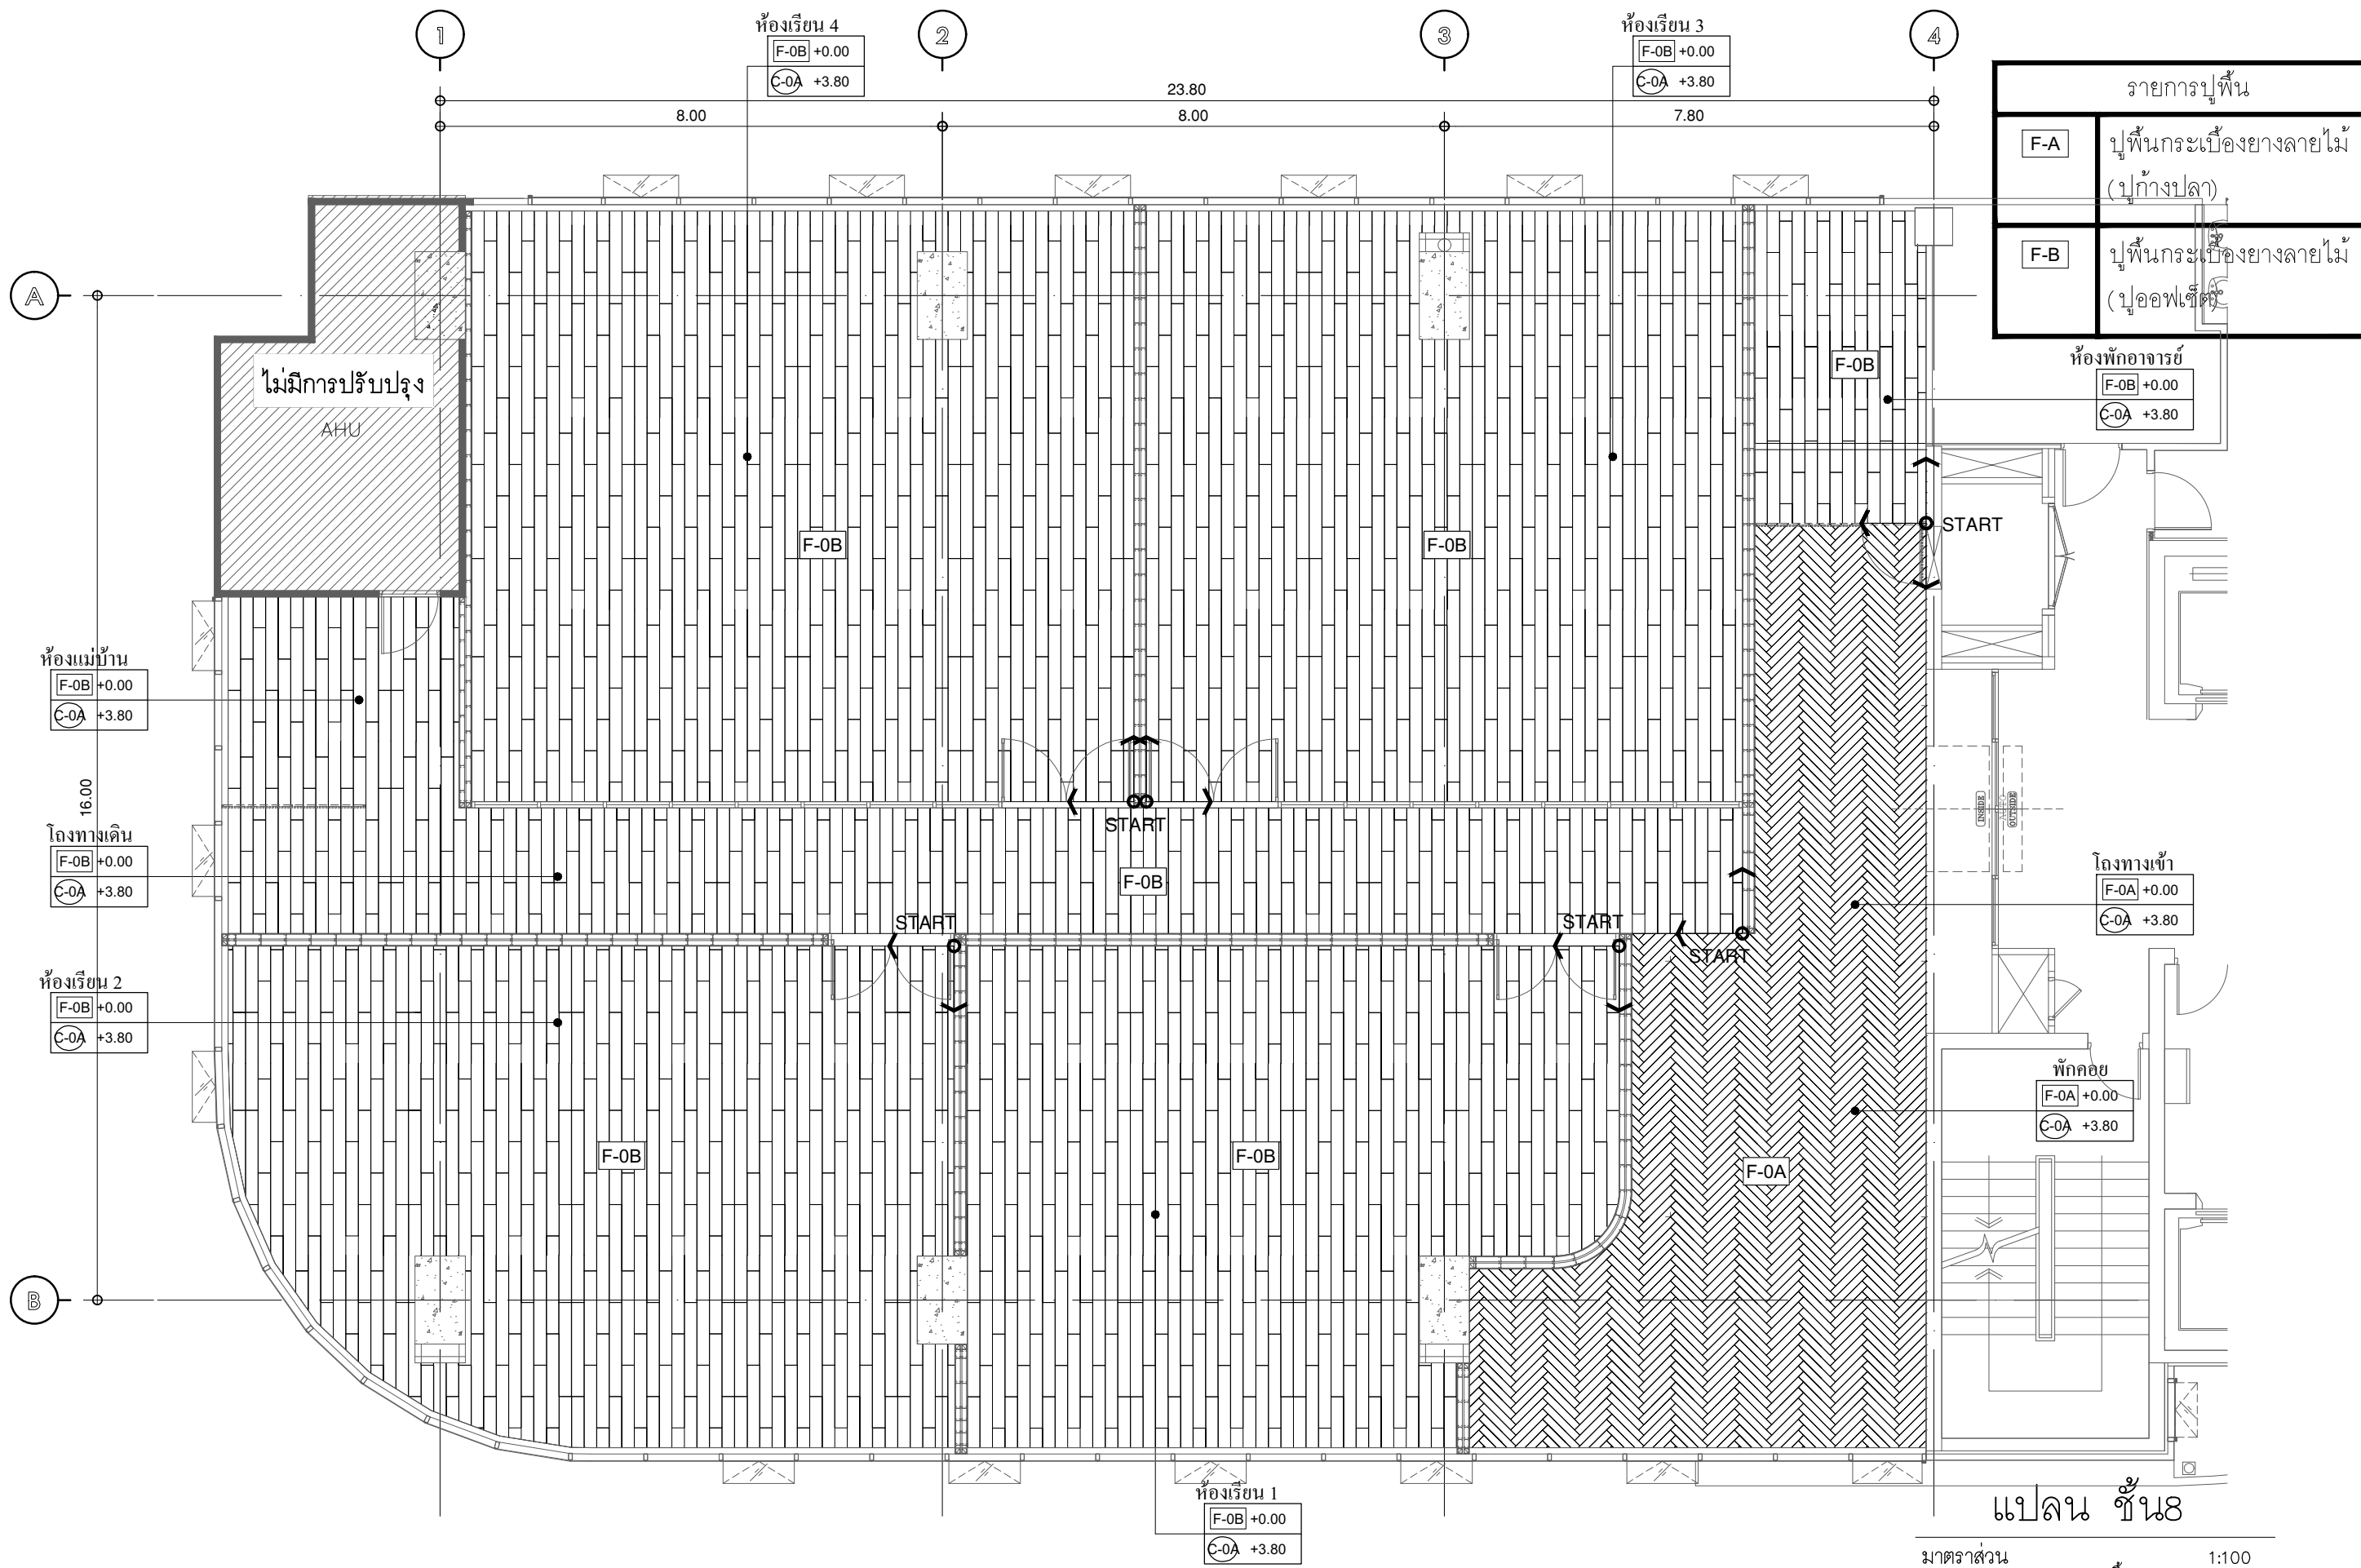 1
2
3
4
ห้องเรียน 4
F-0B +0.00
C-0A +3.80
ห้องเรียน 3
F-0B +0.00
C-0A +3.80
23.80
8.00
8.00
7.80
รายการปูพื้น
F-A
ปูพื้นกระเบื้องยางลายไม้
(ปูก้างปลา)
F-B
ปูพื้นกระเบื้องยางลายไม้
(ปูออฟเซ็ต)
A
ไม่มีการปรับปรุง
AHU
F-0B
ห้องพักอาจารย์
F-0B +0.00
C-0A +3.80
START
F-0B
F-0B
ห้องแม่บ้าน
F-0B +0.00
C-0A +3.80
16.00
START
โถงทางเดิน
F-0B +0.00
C-0A +3.80
F-0B
INSIDE
OUTSIDE
โถงทางเข้า
F-0A +0.00
C-0A +3.80
START
START
START
ห้องเรียน 2
F-0B +0.00
C-0A +3.80
พักคอย
F-0A +0.00
C-0A +3.80
F-0B
F-0B
F-0A
B
ห้องเรียน 1
F-0B +0.00
C-0A +3.80
แปลน ชั้น8
มาตราส่วน 1:100